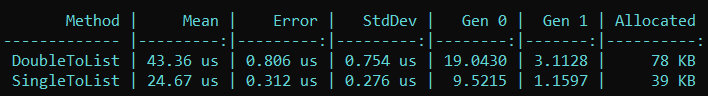 Method | Mean | Error | StdDev | Gen 0 | Gen 1 | Allocated
------------- |---------:|---------:|---------:|--------:|-------:|----------:
DoubleToList | 43.36 us | 0.806 us | 0.754 us | 19.0430 | 3.1128 | 78 KB
SingleToList | 24.67 us | 0.312 us | 0.276 us | 9.5215 | 1.1597 | 39 KB